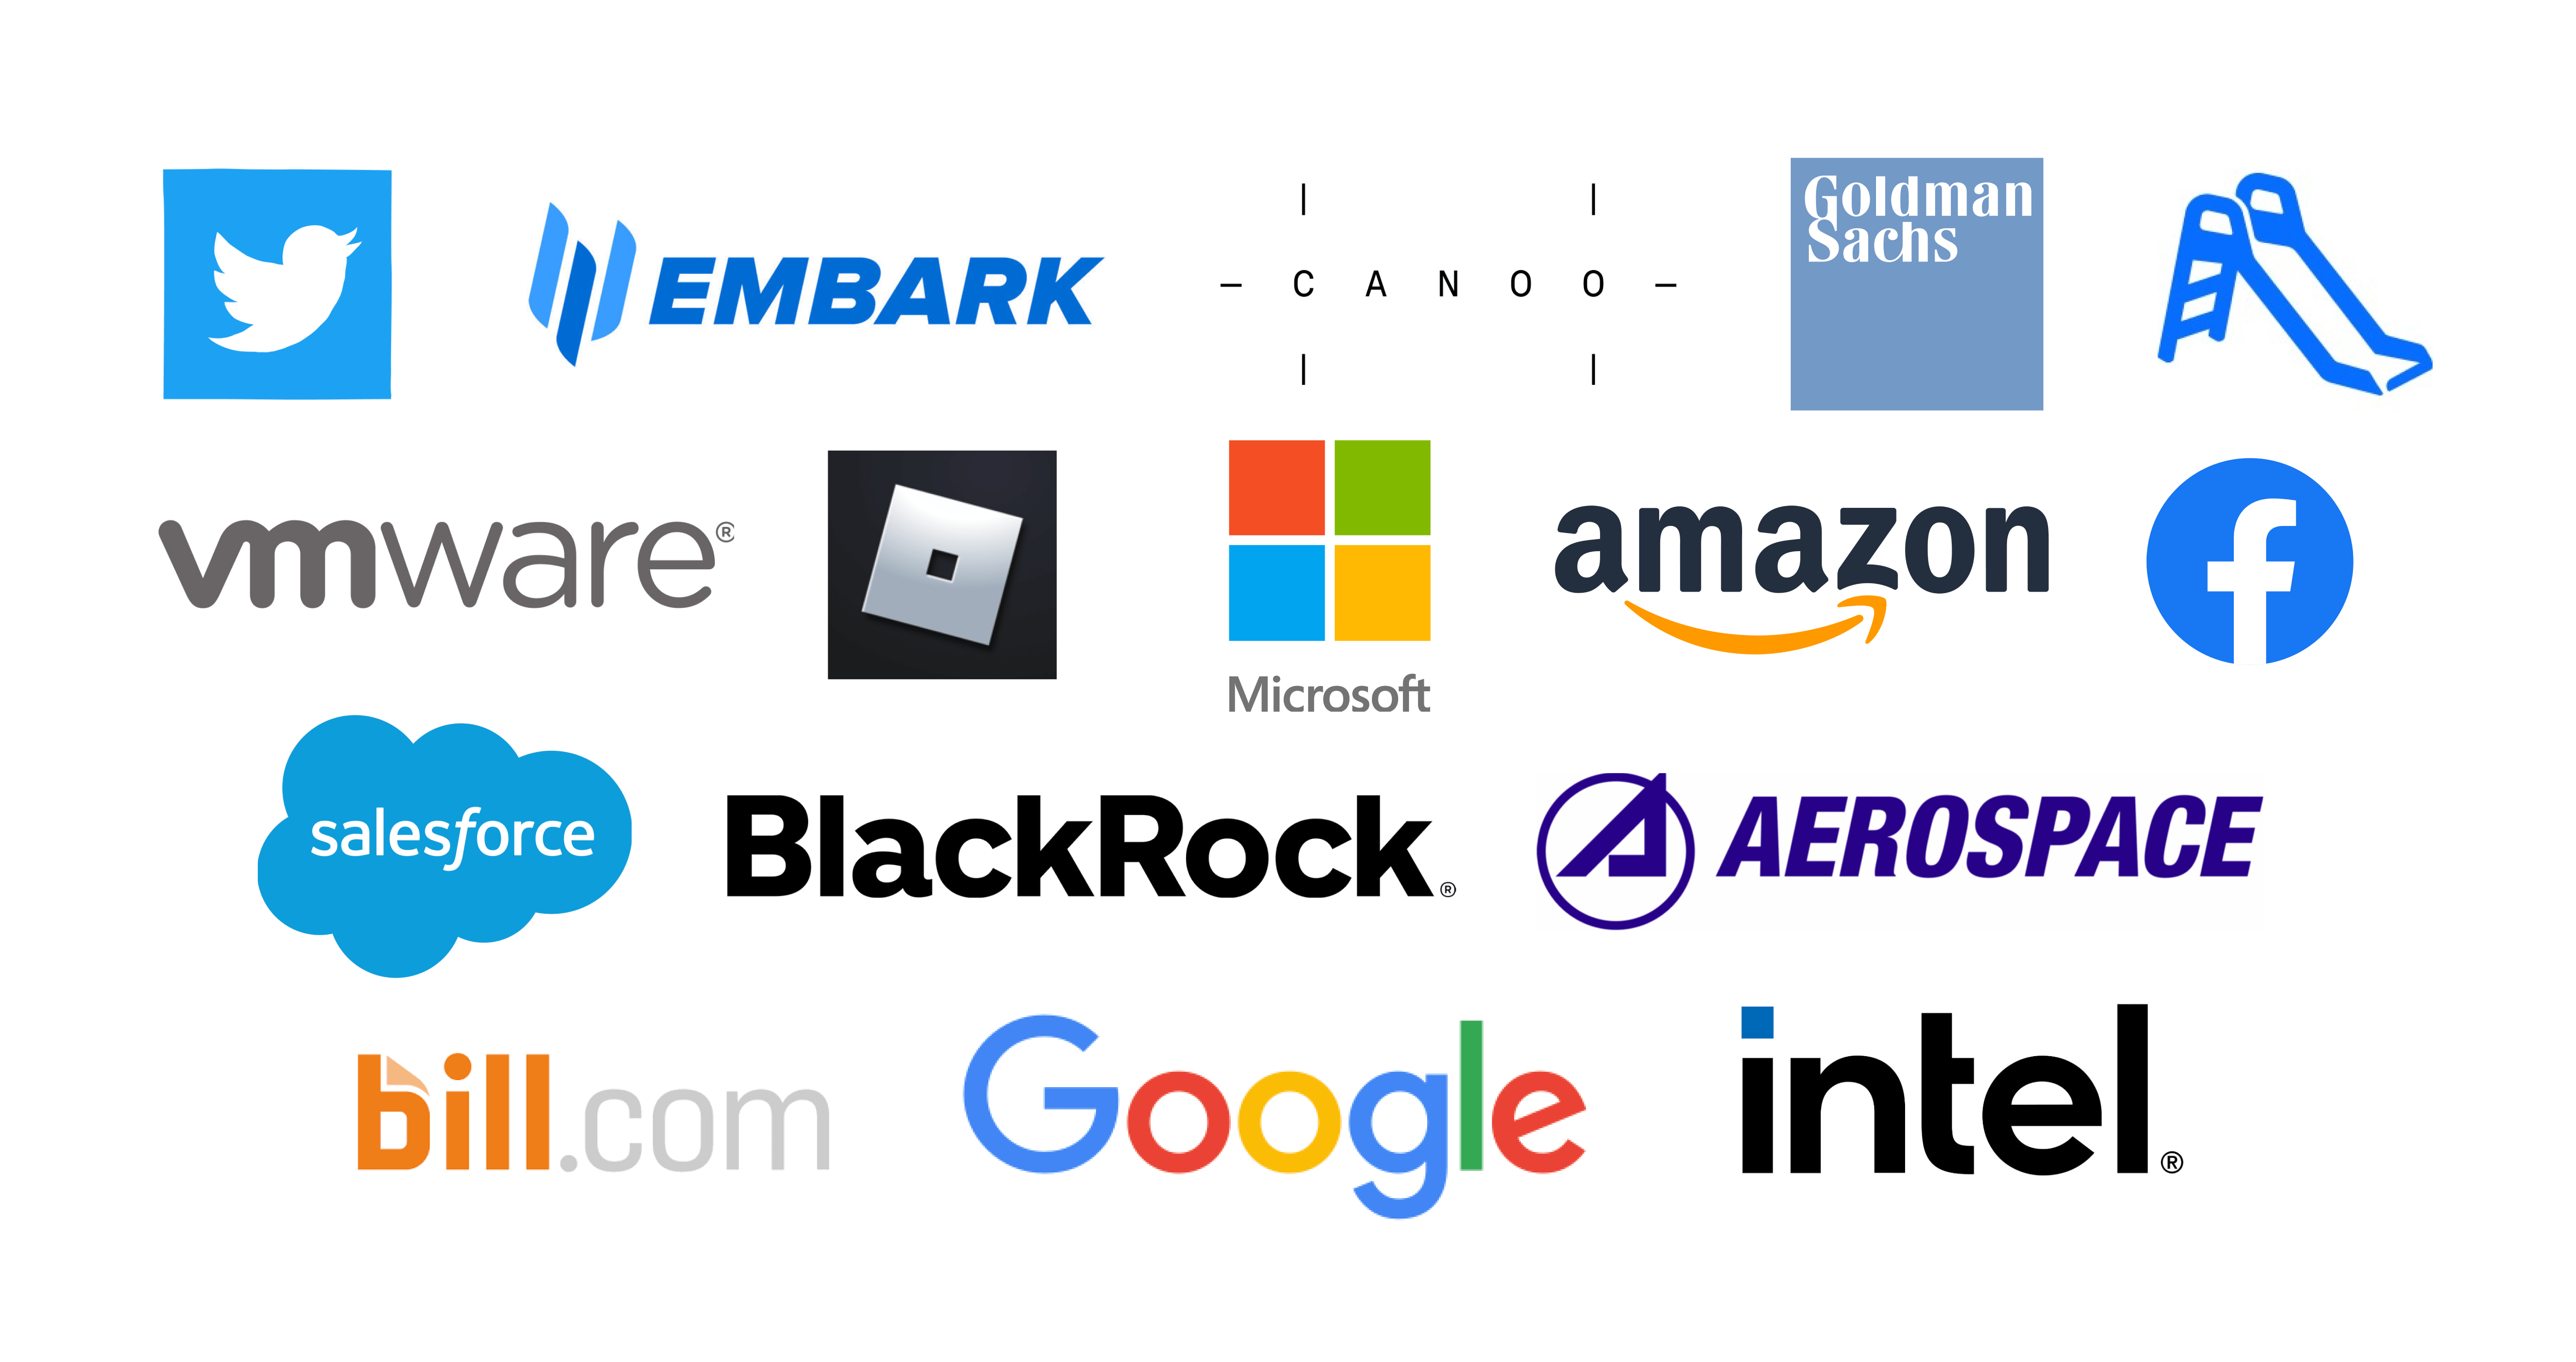 EMBARK
– C A N O O –
Goldman
Sachs
vmware®
Microsoft
amazon
f
salesforce
BlackRock®
AEROSPACE
bill.com
Google
intel®